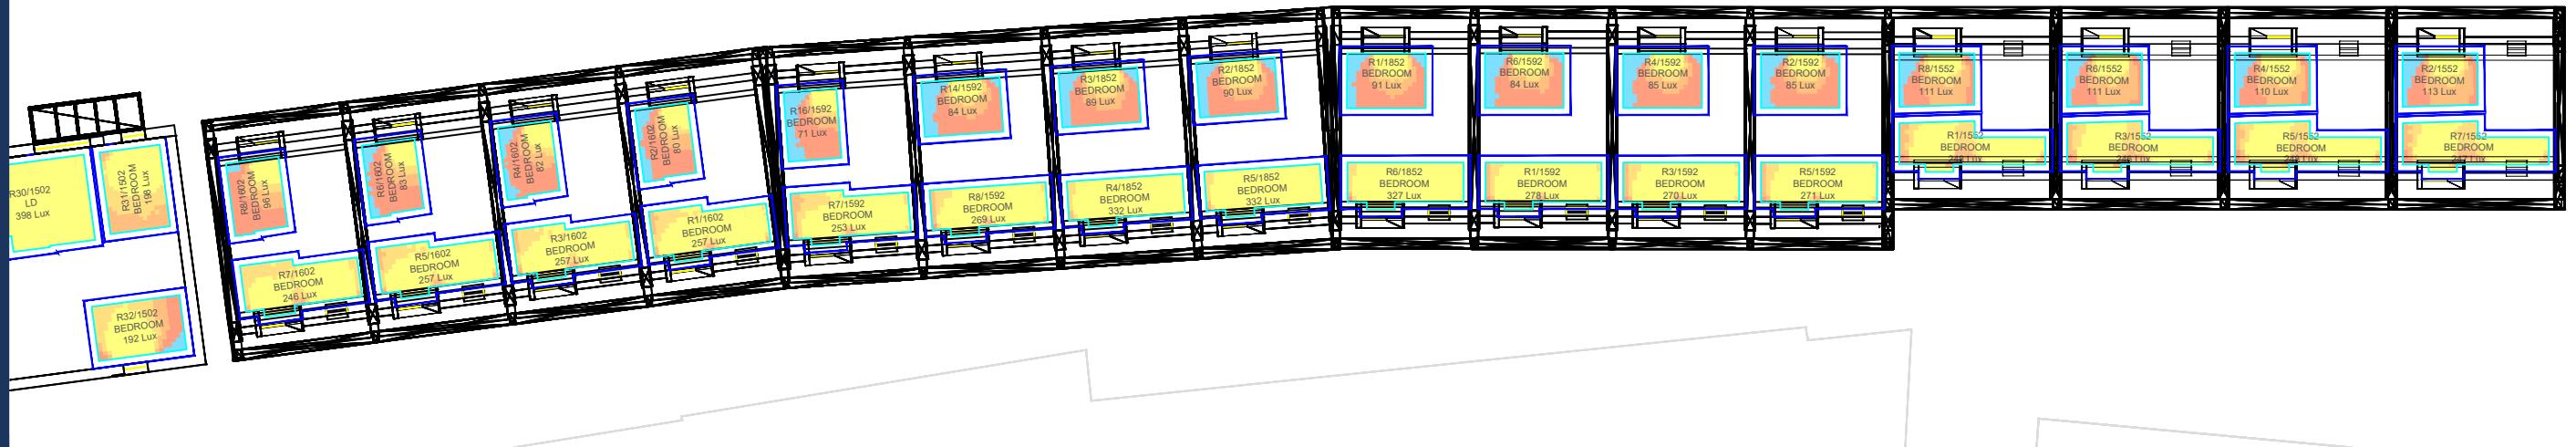 R30/1502
LD
398 Lux
R31/1502
BEDROOM
196 Lux
R32/1502
BEDROOM
192 Lux
R8/1602
BEDROOM
96 Lux
R7/1602
BEDROOM
246 Lux
R6/1602
BEDROOM
83 Lux
R5/1602
BEDROOM
257 Lux
R4/1602
BEDROOM
82 Lux
R3/1602
BEDROOM
257 Lux
R2/1602
BEDROOM
80 Lux
R1/1602
BEDROOM
257 Lux
R16/1592
BEDROOM
71 Lux
R7/1592
BEDROOM
253 Lux
R14/1592
BEDROOM
84 Lux
R8/1592
BEDROOM
269 Lux
R3/1852
BEDROOM
89 Lux
R4/1852
BEDROOM
332 Lux
R2/1852
BEDROOM
90 Lux
R5/1852
BEDROOM
332 Lux
R1/1852
BEDROOM
91 Lux
R6/1852
BEDROOM
327 Lux
R6/1592
BEDROOM
84 Lux
R1/1592
BEDROOM
278 Lux
R4/1592
BEDROOM
85 Lux
R3/1592
BEDROOM
270 Lux
R2/1592
BEDROOM
85 Lux
R5/1592
BEDROOM
271 Lux
R8/1552
BEDROOM
111 Lux
R1/1552
BEDROOM
Lux
R6/1552
BEDROOM
111 Lux
R3/1552
BEDROOM
Lux
R4/1552
BEDROOM
110 Lux
R5/1552
BEDROOM
Lux
R2/1552
BEDROOM
113 Lux
R7/1552
BEDROOM
247 Lux